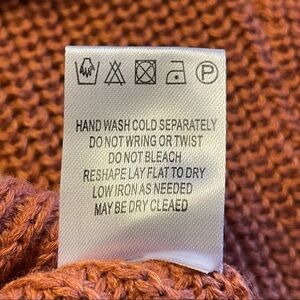 P
HAND WASH COLD SEPARATELY
DO NOT WRING OR TWIST
DO NOT BLEACH
RESHAPE LAY FLAT TO DRY
LOW IRON AS NEEDED
MAY BE DRY CLEAED